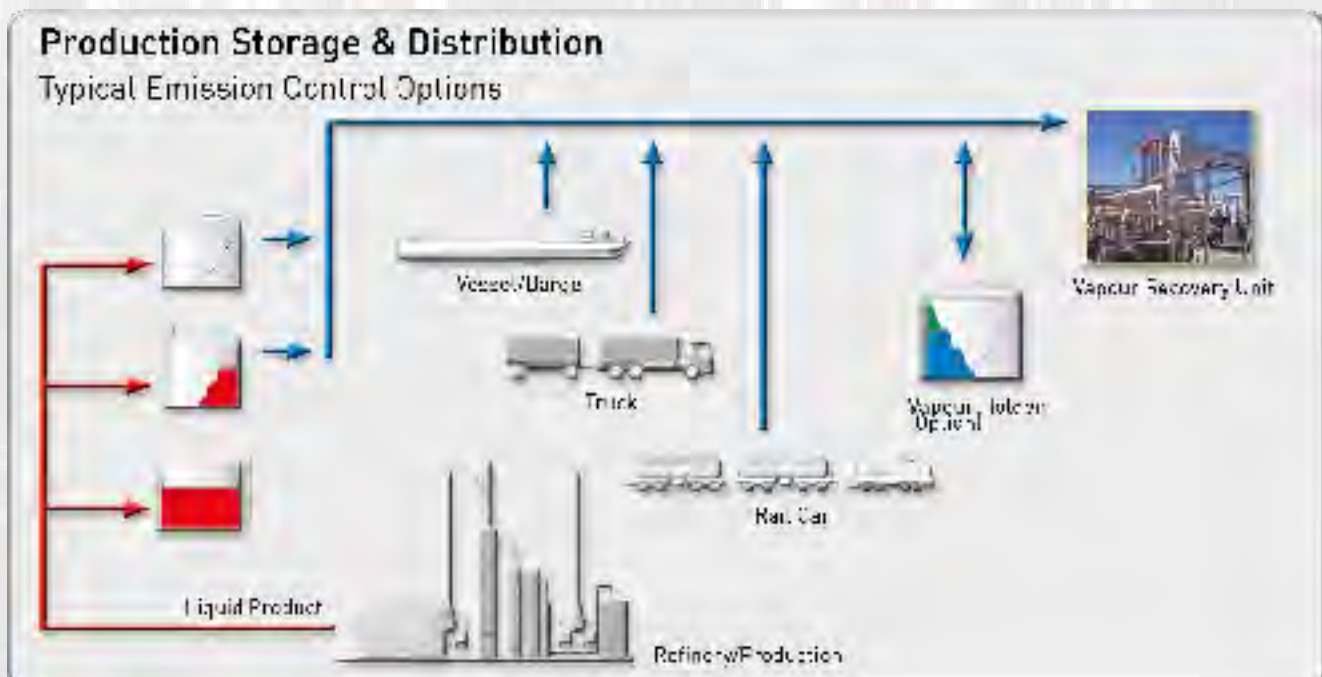 Production Storage & Distribution
Typical Emission Control Options
Vessel/Barge
Vapour Recovery Unit
Truck
Vapour Holder
Optional
Rail Car
Liquid Product
Refinery/Production